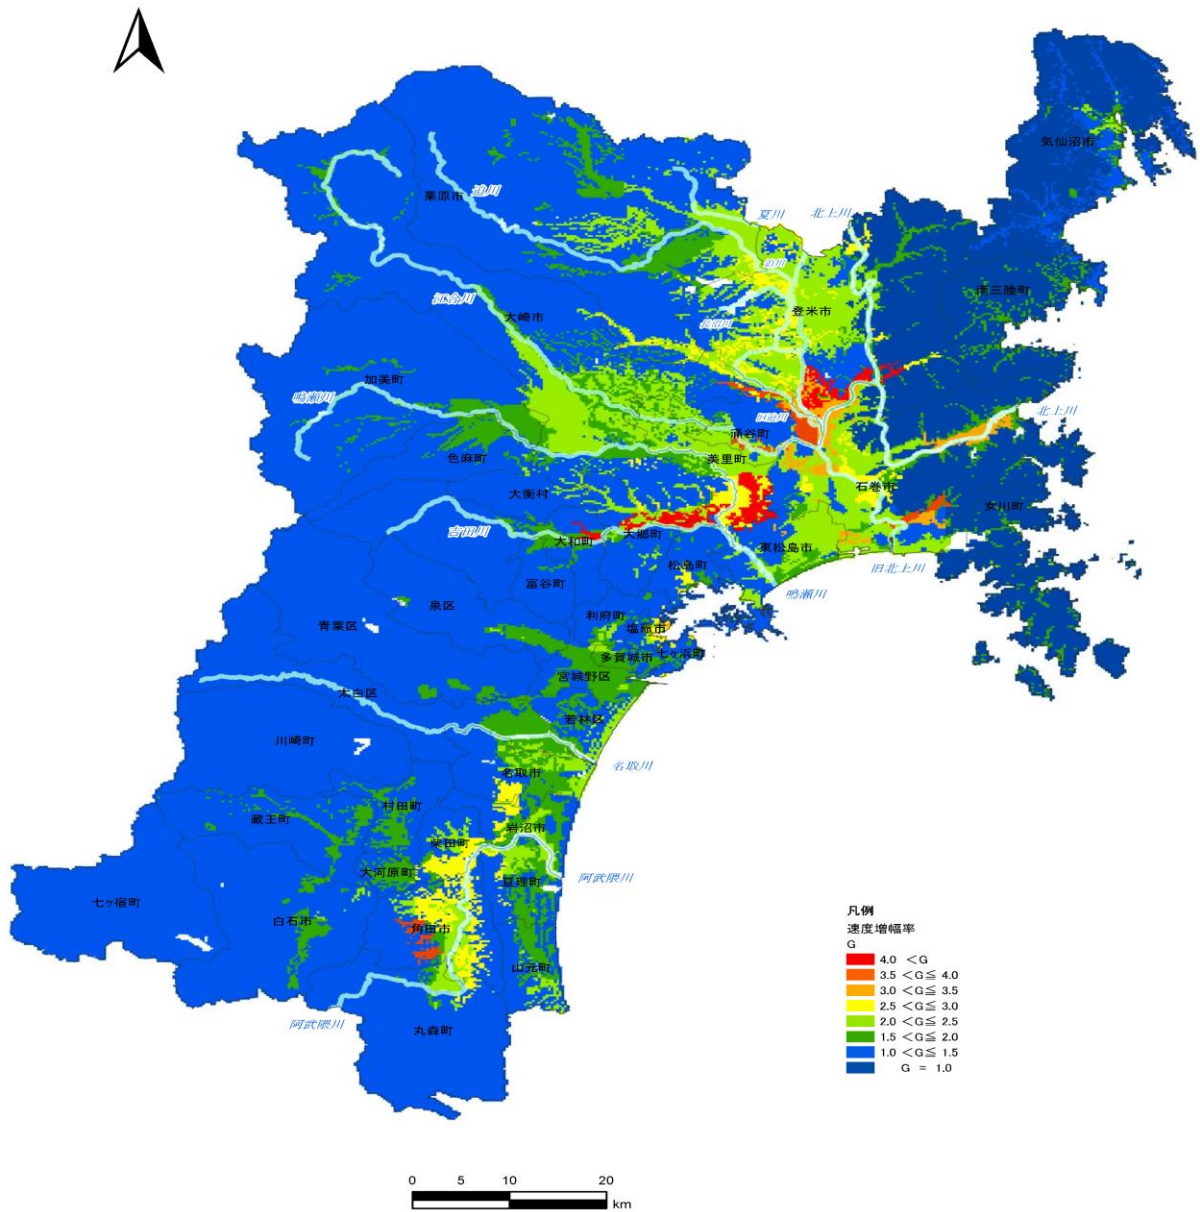 気仙沼市
栗原市
迫川
夏川
北上川
迫川
南三陸町
江合川
大崎市
登米市
長沼川
加美町
鳴瀬川
旧迫川
北上川
涌谷町
色麻町
美里町
大衡村
石巻市
女川町
吉田川
大和町
大郷町
東松島市
松島町
旧北上川
富谷町
鳴瀬川
泉区
利府町
青葉区
塩竈市
多賀城市
七ヶ浜町
宮城野区
太白区
若林区
川崎町
名取市
名取川
村田町
蔵王町
岩沼市
柴田町
大河原町
亘理町
阿武隈川
七ヶ宿町
白石市
角田市
山元町
阿武隈川
丸森町
凡例
速度増幅率
G
4.0 <G
3.5 <G≦ 4.0
3.0 <G≦ 3.5
2.5 <G≦ 3.0
2.0 <G≦ 2.5
1.5 <G≦ 2.0
1.0 <G≦ 1.5
G = 1.0
0 5 10 20
km